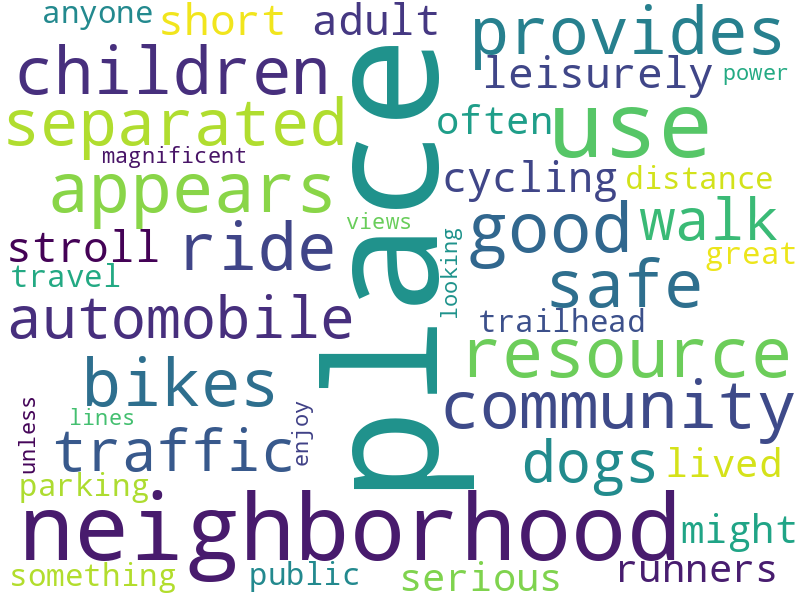 anyone short adult provides
children leisurely power
separated place often use
magnificent
appears cycling distance
views good walk
stroll ride looking great
travel safe
automobile trailhead
resource
bikes community
unless lines enjoy
traffic dogs lived
parking
neighborhood might
something public serious runners